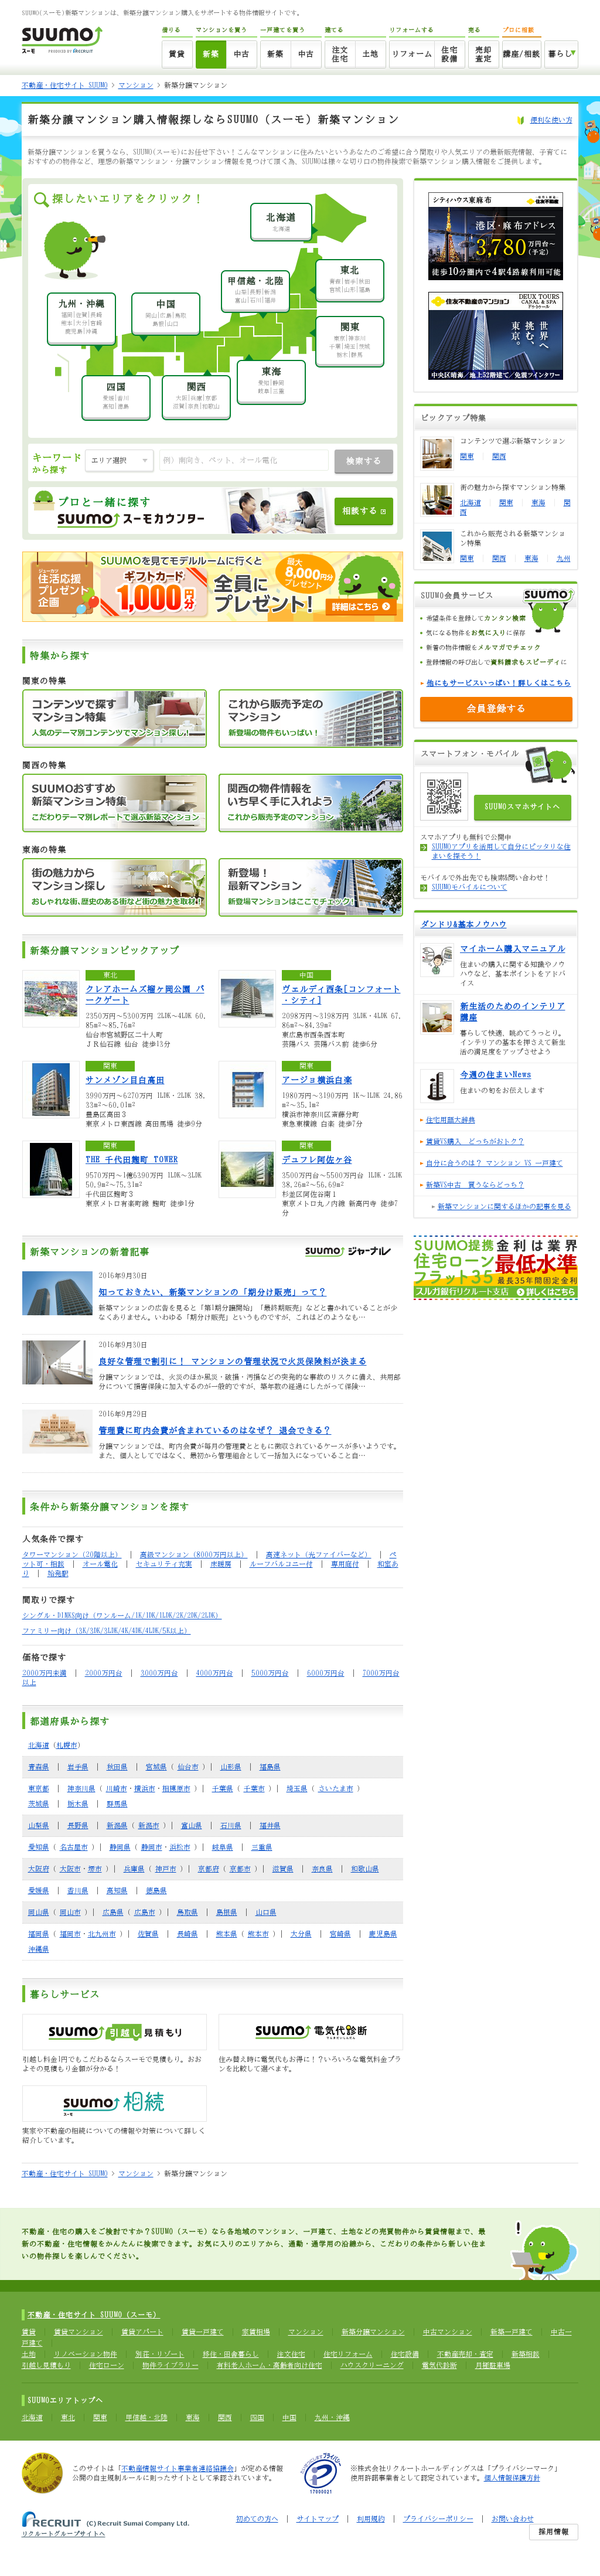 SUUMO(スーモ)新築マンションは、新築分譲マンション購入をサポートする物件情報サイトです。
SUUMO
借りる
マンションを買う
一戸建てを買う
建てる
リフォームする
売る
プロに相談
賃貸
新築
中古
新築
中古
注文住宅
土地
リフォーム
住宅設備
売却査定
講座/相談
暮らし
不動産・住宅サイト SUUMO > マンション > 新築分譲マンション
新築分譲マンション購入情報探しならSUUMO（スーモ）新築マンション
便利な使い方
新築分譲マンションを買うなら、SUUMO(スーモ)にお任せ下さい！こんなマンションに住みたいというあなたのご希望に合う間取りや人気エリアの最新販売情報、子育てに
おすすめの物件など、理想の新築マンション・分譲マンション情報を見つけて頂く為、SUUMOは様々な切り口の物件検索で新築マンション購入情報をご提供します。
探したいエリアをクリック！
北海道
北海道
東北
青森|岩手|秋田
宮城|山形|福島
甲信越・北陸
山梨|長野|新潟
富山|石川|福井
関東
東京|神奈川
千葉|埼玉|茨城
栃木|群馬
九州・沖縄
福岡|佐賀|長崎
熊本|大分|宮崎
鹿児島|沖縄
中国
岡山|広島|鳥取
島根|山口
東海
愛知|静岡
岐阜|三重
四国
愛媛|香川
高知|徳島
関西
大阪|兵庫|京都
滋賀|奈良|和歌山
キーワードから探す
エリア選択
例）南向き、ペット、オール電化
検索する
プロと一緒に探す
SUUMO スーモカウンター
相談する
住活応援プレゼント企画
SUUMOを見てモデルルームに行くと
ギフトカード 1,000円分
全員にプレゼント！
最大8,000円分プレゼント
詳細はこちら
特集から探す
関東の特集
コンテンツで探すマンション特集
人気のテーマ別コンテンツでマンション探し！
これから販売予定のマンション
新登場の物件もいっぱい！
関西の特集
SUUMOおすすめ新築マンション特集
こだわりテーマ別レポートで選ぶ新築マンション
関西の物件情報をいち早く手に入れよう
これから販売予定のマンション
東海の特集
街の魅力からマンション探し
おしゃれな街、歴史のある街など街の魅力を取材！
新登場！最新マンション
新登場マンションはここでチェック！
新築分譲マンションピックアップ
東北
クレアホームズ榴ヶ岡公園 パークゲート
2350万円～5300万円 2LDK～4LDK 60.85m²～85.76m²
仙台市宮城野区二十人町
ＪＲ仙石線 仙台 徒歩13分
中国
ヴェルディ西条[コンフォート・シティ]
2098万円～3198万円 3LDK・4LDK 67.86m²～84.39m²
東広島市西条西本町
芸陽バス 芸陽バス前 徒歩6分
関東
サンメゾン目白高田
3990万円～6270万円 1LDK・2LDK 38.33m²～60.01m²
豊島区高田３
東京メトロ東西線 高田馬場 徒歩9分
関東
アージョ横浜白楽
1980万円～3190万円 1K～1LDK 24.86m²～35.1m²
横浜市神奈川区斎藤分町
東急東横線 白楽 徒歩7分
関東
THE 千代田麹町 TOWER
9570万円～1億6390万円 1LDK～3LDK 50.9m²～75.31m²
千代田区麹町３
東京メトロ有楽町線 麹町 徒歩1分
関東
デュフレ阿佐ヶ谷
3500万円台～5500万円台 1LDK・2LDK 38.26m²～56.69m²
杉並区阿佐谷南１
東京メトロ丸ノ内線 新高円寺 徒歩7分
新築マンションの新着記事
SUUMO ジャーナル
2016年9月30日
知っておきたい、新築マンションの「期分け販売」って？
新築マンションの広告を見ると「第1期分譲開始」「最終期販売」などと書かれていることが少なくありません。いわゆる「期分け販売」というものですが、これはどのようなも…
2016年9月30日
良好な管理で割引に！ マンションの管理状況で火災保険料が決まる
分譲マンションでは、火災のほか風災・破損・汚損などの突発的な事故のリスクに備え、共用部分について損害保険に加入するのが一般的ですが、築年数の経過にしたがって保険…
2016年9月29日
管理費に町内会費が含まれているのはなぜ？ 退会できる？
分譲マンションでは、町内会費が毎月の管理費とともに徴収されているケースが多いようです。また、個人としてではなく、最初から管理組合として一括加入になっていること自…
条件から新築分譲マンションを探す
人気条件で探す
タワーマンション（20階以上） | 高級マンション（8000万円以上） | 高速ネット（光ファイバーなど） | ペット可・相談 | オール電化 | セキュリティ充実 | 床暖房 | ルーフバルコニー付 | 専用庭付 | 和室あり | 始発駅
間取りで探す
シングル・DINKS向け（ワンルーム/1K/1DK/1LDK/2K/2DK/2LDK）
ファミリー向け（3K/3DK/3LDK/4K/4DK/4LDK/5K以上）
価格で探す
2000万円未満 | 2000万円台 | 3000万円台 | 4000万円台 | 5000万円台 | 6000万円台 | 7000万円台以上
都道府県から探す
北海道（札幌市）
青森県 | 岩手県 | 秋田県 | 宮城県（ 仙台市 ）| 山形県 | 福島県
東京都 | 神奈川県（ 川崎市・横浜市・相模原市 ）| 千葉県（ 千葉市 ）| 埼玉県（ さいたま市 ）
茨城県 | 栃木県 | 群馬県
山梨県 | 長野県 | 新潟県（ 新潟市 ）| 富山県 | 石川県 | 福井県
愛知県（ 名古屋市 ）| 静岡県（ 静岡市・浜松市 ）| 岐阜県 | 三重県
大阪府（ 大阪市・堺市 ）| 兵庫県（ 神戸市 ）| 京都府（ 京都市 ）| 滋賀県 | 奈良県 | 和歌山県
愛媛県 | 香川県 | 高知県 | 徳島県
岡山県（ 岡山市 ）| 広島県（ 広島市 ）| 鳥取県 | 島根県 | 山口県
福岡県（ 福岡市・北九州市 ）| 佐賀県 | 長崎県 | 熊本県（ 熊本市 ）| 大分県 | 宮崎県 | 鹿児島県
沖縄県
暮らしサービス
SUUMO 引越し見積もり
引越し料金1円でもこだわるならスーモで見積もり。おおよその見積もり金額が分かる！
SUUMO 電気代診断
住み替え時に電気代もお得に！？いろいろな電気料金プランを比較して選べます。
SUUMO 相続
実家や不動産の相続についての情報や対策について詳しく紹介しています。
シティハウス東麻布
港区・麻布アドレス
3,780万円台～(予定)
徒歩10分圏内で4駅4路線利用可能
住友不動産のマンション
DEUX TOURS CANAL & SPA
世界へ挑む、東京。
中央区晴海／地上52階建て／免震ツインタワー
ピックアップ特集
コンテンツで選ぶ新築マンション
関東 | 関西
街の魅力から探すマンション特集
北海道 | 関東 | 東海 | 関西
これから販売される新築マンション特集
関東 | 関西 | 東海 | 九州
SUUMO会員サービス
希望条件を登録してカンタン検索
気になる物件をお気に入りに保存
新着の物件情報をメルマガでチェック
登録情報の呼び出しで資料請求もスピーディに
他にもサービスいっぱい！詳しくはこちら
会員登録する
スマートフォン・モバイル
SUUMOスマホサイトへ
スマホアプリも無料で公開中
SUUMOアプリを活用して自分にピッタリな住まいを探そう！
モバイルで外出先でも検索&問い合わせ！
SUUMOモバイルについて
ダンドリ&基本ノウハウ
マイホーム購入マニュアル
住まいの購入に関する知識やノウハウなど、基本ポイントをアドバイス
新生活のためのインテリア講座
暮らして快適、眺めてうっとり。インテリアの基本を押さえて新生活の満足度をアップさせよう
今週の住まいNews
住まいの旬をお伝えします
住宅用語大辞典
賃貸VS購入 どっちがおトク？
自分に合うのは？ マンション VS 一戸建て
新築VS中古 買うならどっち？
新築マンションに関するほかの記事を見る
SUUMO提携住宅ローンフラット35
金利は業界最低水準
最長35年間固定金利
スルガ銀行リクルート支店
詳しくはこちら
不動産・住宅サイト SUUMO > マンション > 新築分譲マンション
不動産・住宅の購入をご検討ですか？SUUMO（スーモ）なら各地域のマンション、一戸建て、土地などの売買物件から賃貸情報まで、最新の不動産・住宅情報をかんたんに検索できます。お気に入りのエリアから、通勤・通学用の沿線から、こだわりの条件から新しい住まいの物件探しを楽しんでください。
不動産・住宅サイト SUUMO（スーモ）
賃貸 | 賃貸マンション | 賃貸アパート | 賃貸一戸建て | 家賃相場 | マンション | 新築分譲マンション | 中古マンション | 新築一戸建て | 中古一戸建て
土地 | リノベーション物件 | 別荘・リゾート | 移住・田舎暮らし | 注文住宅 | 住宅リフォーム | 住宅設備 | 不動産売却・査定 | 新築相談
引越し見積もり | 住宅ローン | 物件ライブラリー | 有料老人ホーム・高齢者向け住宅 | ハウスクリーニング | 電気代診断 | 月極駐車場
SUUMOエリアトップへ
北海道 | 東北 | 関東 | 甲信越・北陸 | 東海 | 関西 | 四国 | 中国 | 九州・沖縄
このサイトは「不動産情報サイト事業者連絡協議会」が定める情報公開の自主規制ルールに則ったサイトとして承認されています。
17000021
※株式会社リクルートホールディングスは「プライバシーマーク」使用許諾事業者として認定されています。個人情報保護方針
RECRUIT (C) Recruit Sumai Company Ltd.
リクルートグループサイトへ
初めての方へ | サイトマップ | 利用規約 | プライバシーポリシー | お問い合わせ
採用情報